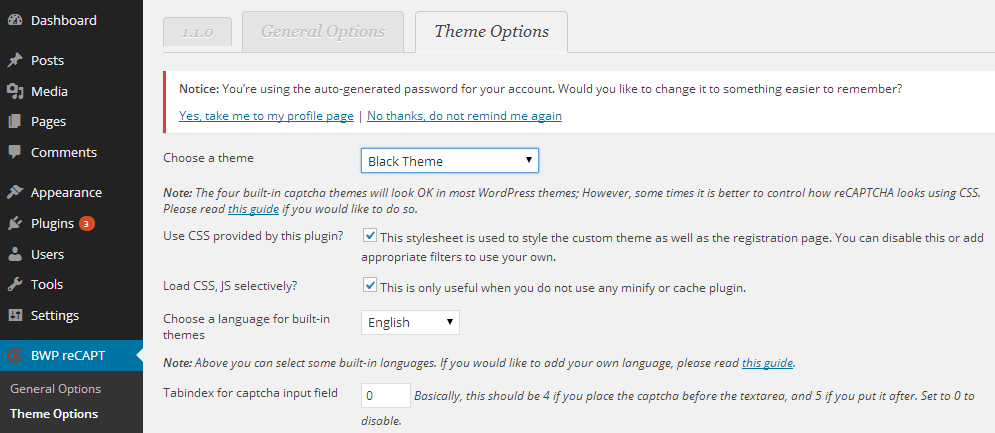 Dashboard
Posts
Media
Pages
Comments
Appearance
Plugins 3
Users
Tools
Settings
BWP reCAPT
General Options
Theme Options
1.1.0 General Options Theme Options
Notice: You're using the auto-generated password for your account. Would you like to change it to something easier to remember?
Yes, take me to my profile page | No thanks, do not remind me again
Choose a theme Black Theme
Note: The four built-in captcha themes will look OK in most WordPress themes; However, some times it is better to control how reCAPTCHA looks using CSS.
Please read this guide if you would like to do so.
Use CSS provided by this plugin? This stylesheet is used to style the custom theme as well as the registration page. You can disable this or add
appropriate filters to use your own.
Load CSS, JS selectively? This is only useful when you do not use any minify or cache plugin.
Choose a language for built-in
themes
English
Note: Above you can select some built-in languages. If you would like to add your own language, please read this guide.
Tabindex for captcha input field 0 Basically, this should be 4 if you place the captcha before the textarea, and 5 if you put it after. Set to 0 to
disable.